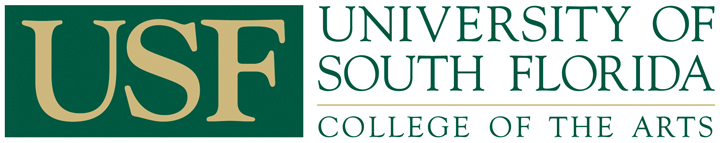 USF
UNIVERSITY OF
SOUTH FLORIDA
COLLEGE OF THE ARTS